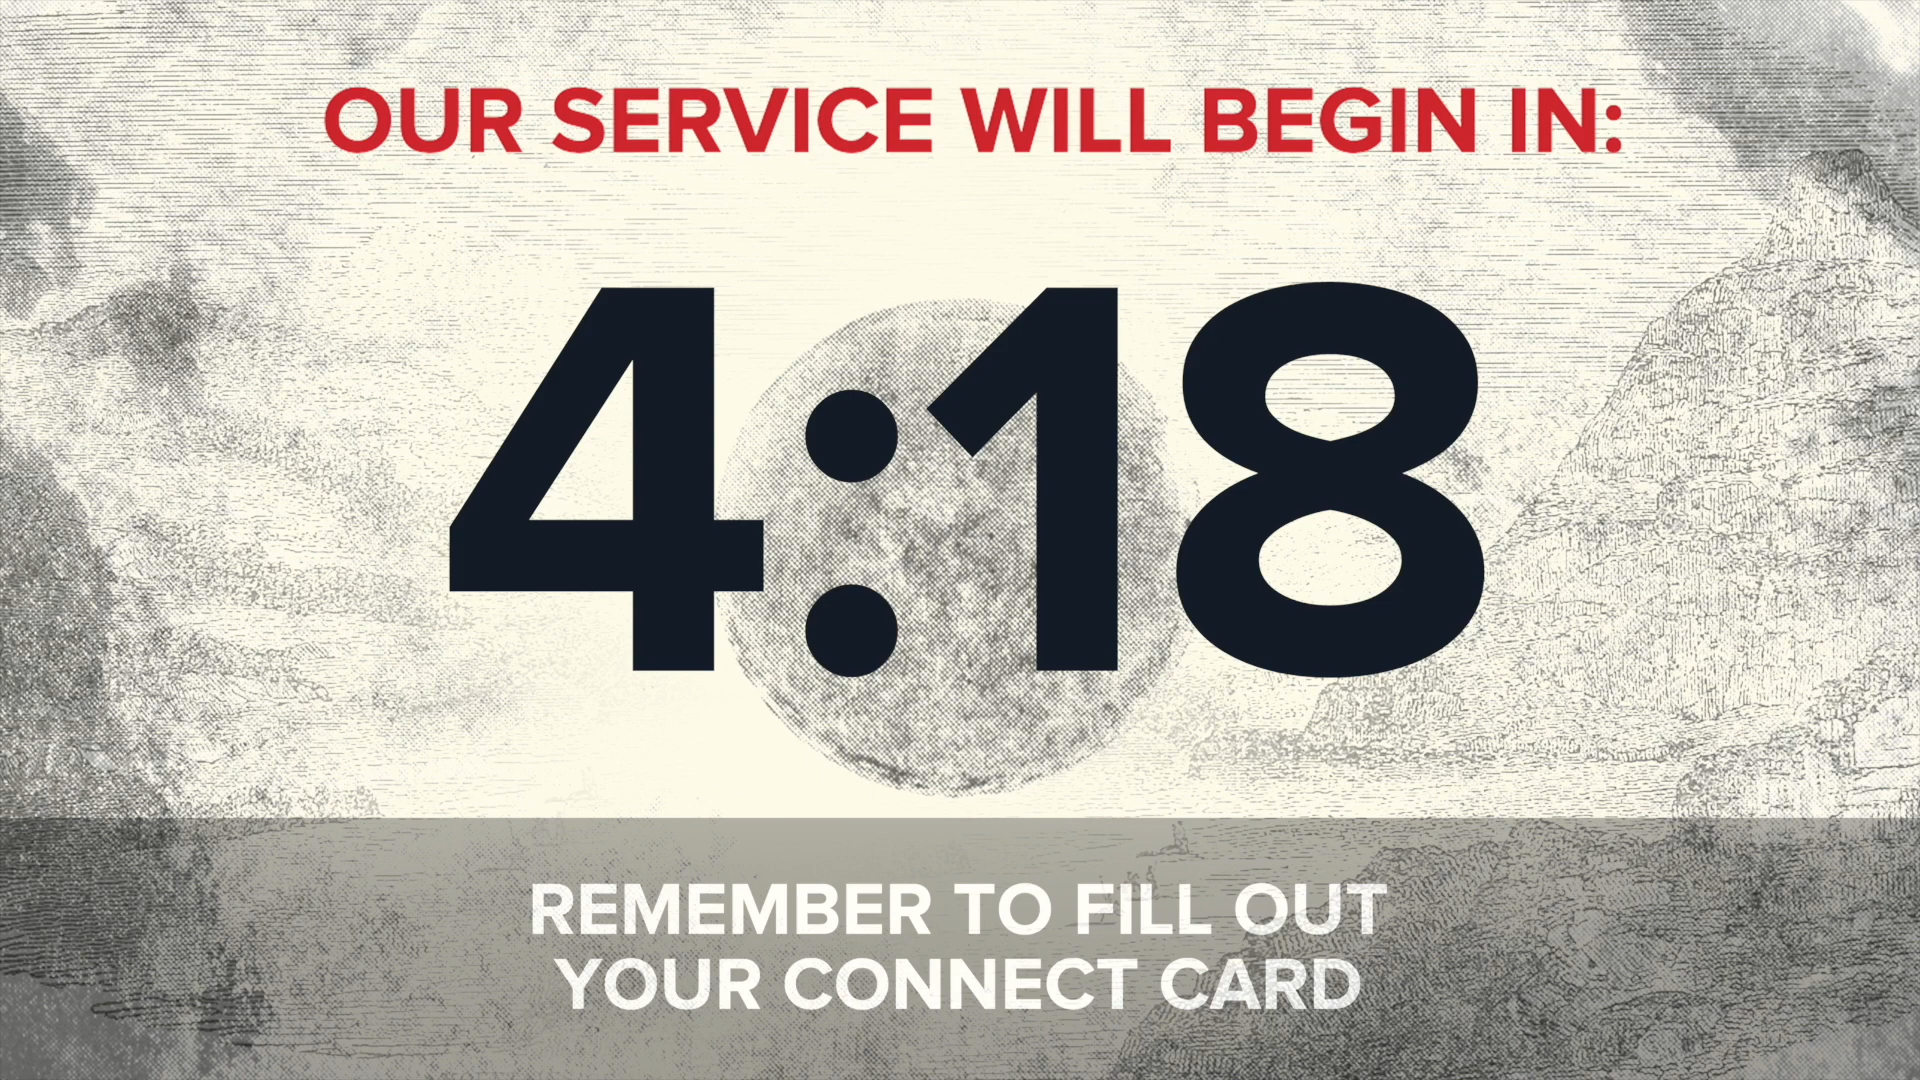 OUR SERVICE WILL BEGIN IN:
4:18
REMEMBER TO FILL OUT
YOUR CONNECT CARD